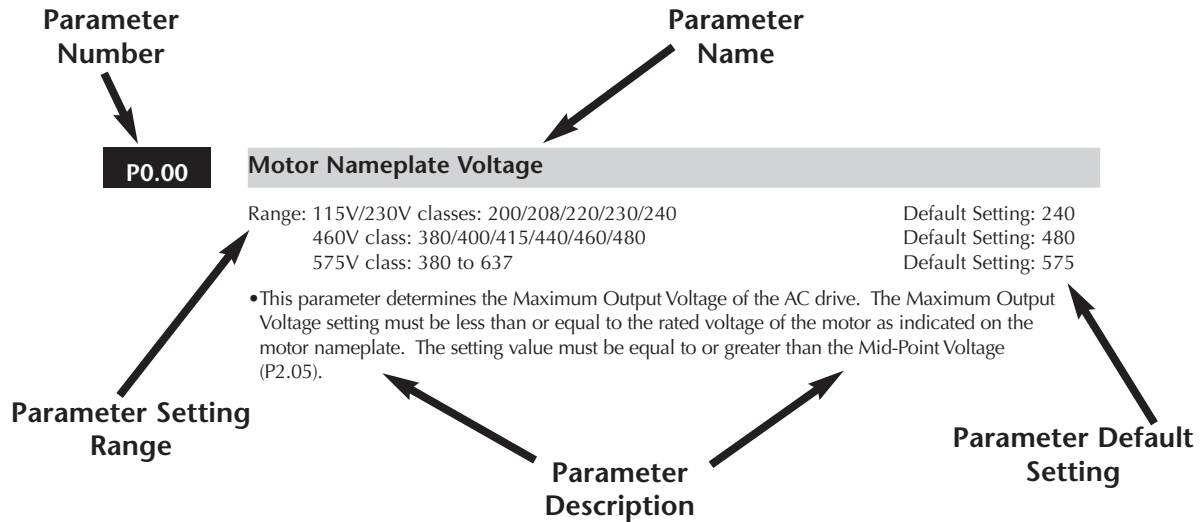 Parameter
Number
Parameter
Name
P0.00
Motor Nameplate Voltage
Range: 115V/230V classes: 200/208/220/230/240 Default Setting: 240
460V class: 380/400/415/440/460/480 Default Setting: 480
575V class: 380 to 637 Default Setting: 575
•This parameter determines the Maximum Output Voltage of the AC drive. The Maximum Output
Voltage setting must be less than or equal to the rated voltage of the motor as indicated on the
motor nameplate. The setting value must be equal to or greater than the Mid-Point Voltage
(P2.05).
Parameter Setting
Range
Parameter
Description
Parameter Default
Setting